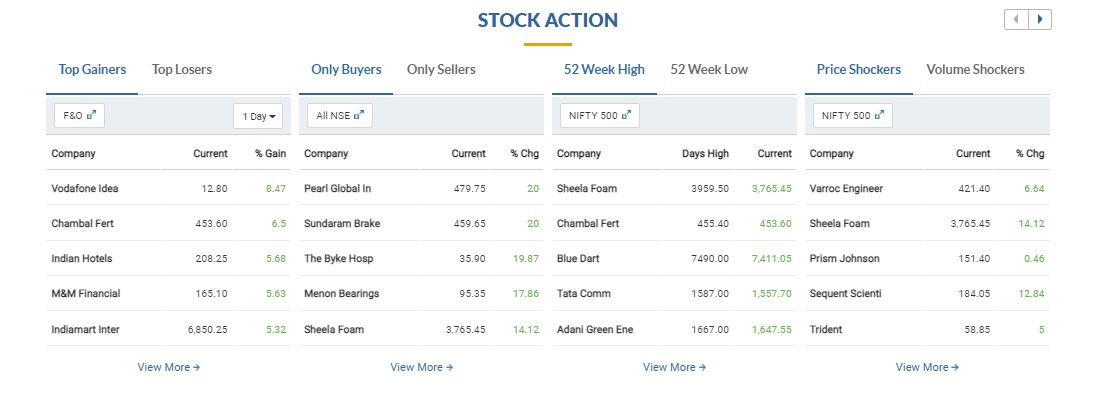 STOCK ACTION
Top Gainers Top Losers
F&O 1 Day
Company Current % Gain
Vodafone Idea 12.80 8.47
Chambal Fert 453.60 6.5
Indian Hotels 208.25 5.68
M&M Financial 165.10 5.63
Indiamart Inter 6,850.25 5.32
View More →
Only Buyers Only Sellers
All NSE
Company Current % Chg
Pearl Global In 479.75 20
Sundaram Brake 459.65 20
The Byke Hosp 35.90 19.87
Menon Bearings 95.35 17.86
Sheela Foam 3,765.45 14.12
View More →
52 Week High 52 Week Low
NIFTY 500
Company Days High Current
Sheela Foam 3959.50 3,765.45
Chambal Fert 455.40 453.60
Blue Dart 7490.00 7,411.05
Tata Comm 1587.00 1,557.70
Adani Green Ene 1667.00 1,647.55
View More →
Price Shockers Volume Shockers
NIFTY 500
Company Current % Chg
Varroc Engineer 421.40 6.64
Sheela Foam 3,765.45 14.12
Prism Johnson 151.40 0.46
Sequent Scienti 184.05 12.84
Trident 58.85 5
View More →